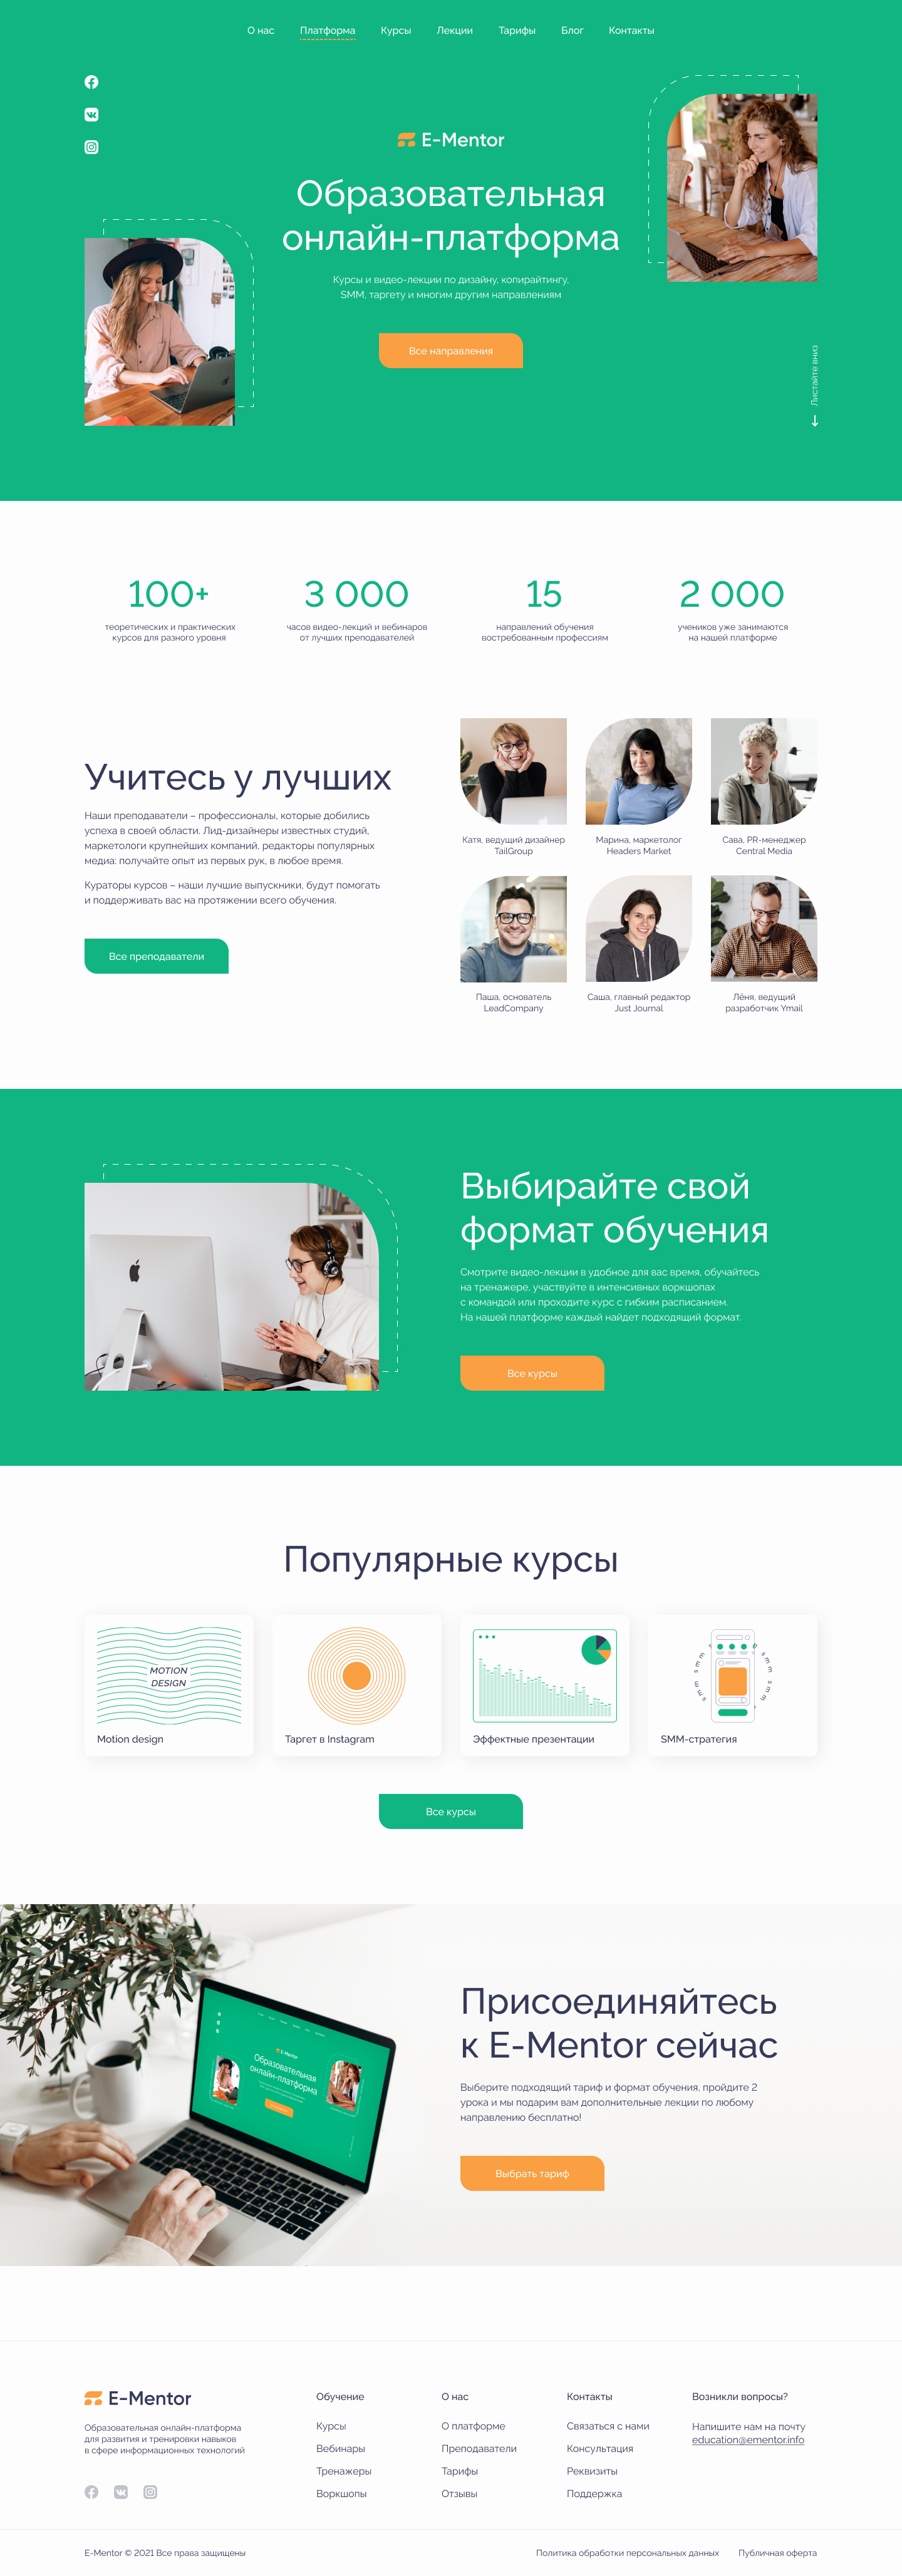 О нас
Платформа
Курсы
Лекции
Тарифы
Блог
Контакты
E-Mentor
Образовательная
онлайн-платформа
Курсы и видео-лекции по дизайну, копирайтингу,
SMM, таргету и многим другим направлениям
Все направления
Листайте вниз
100+
теоретических и практических
курсов для разного уровня
3 000
часов видео-лекций и вебинаров
от лучших преподавателей
15
направлений обучения
востребованным профессиям
2 000
учеников уже занимаются
на нашей платформе
Учитесь у лучших
Наши преподаватели – профессионалы, которые добились
успеха в своей области. Лид-дизайнеры известных студий,
маркетологи крупнейших компаний, редакторы популярных
медиа: получайте опыт из первых рук, в любое время.
Кураторы курсов – наши лучшие выпускники, будут помогать
и поддерживать вас на протяжении всего обучения.
Все преподаватели
Катя, ведущий дизайнер
TailGroup
Марина, маркетолог
Headers Market
Сава, PR-менеджер
Central Media
Паша, основатель
LeadCompany
Саша, главный редактор
Just Journal
Лёня, ведущий
разработчик Ymail
Выбирайте свой
формат обучения
Смотрите видео-лекции в удобное для вас время, обучайтесь
на тренажере, участвуйте в интенсивных воркшопах
с командой или проходите курс с гибким расписанием.
На нашей платформе каждый найдет подходящий формат.
Все курсы
Популярные курсы
MOTION
DESIGN
Motion design
Таргет в Instagram
Эффектные презентации
smm smm
smm smm
SMM-стратегия
Все курсы
E-Mentor
Образовательная
онлайн-платформа
Присоединяйтесь
к E-Mentor сейчас
Выберите подходящий тариф и формат обучения, пройдите 2
урока и мы подарим вам дополнительные лекции по любому
направлению бесплатно!
Выбрать тариф
E-Mentor
Образовательная онлайн-платформа
для развития и тренировки навыков
в сфере информационных технологий
Обучение
Курсы
Вебинары
Тренажеры
Воркшопы
О нас
О платформе
Преподаватели
Тарифы
Отзывы
Контакты
Связаться с нами
Консультация
Реквизиты
Поддержка
Возникли вопросы?
Напишите нам на почту
education@ementor.info
E-Mentor © 2021 Все права защищены
Политика обработки персональных данных
Публичная оферта